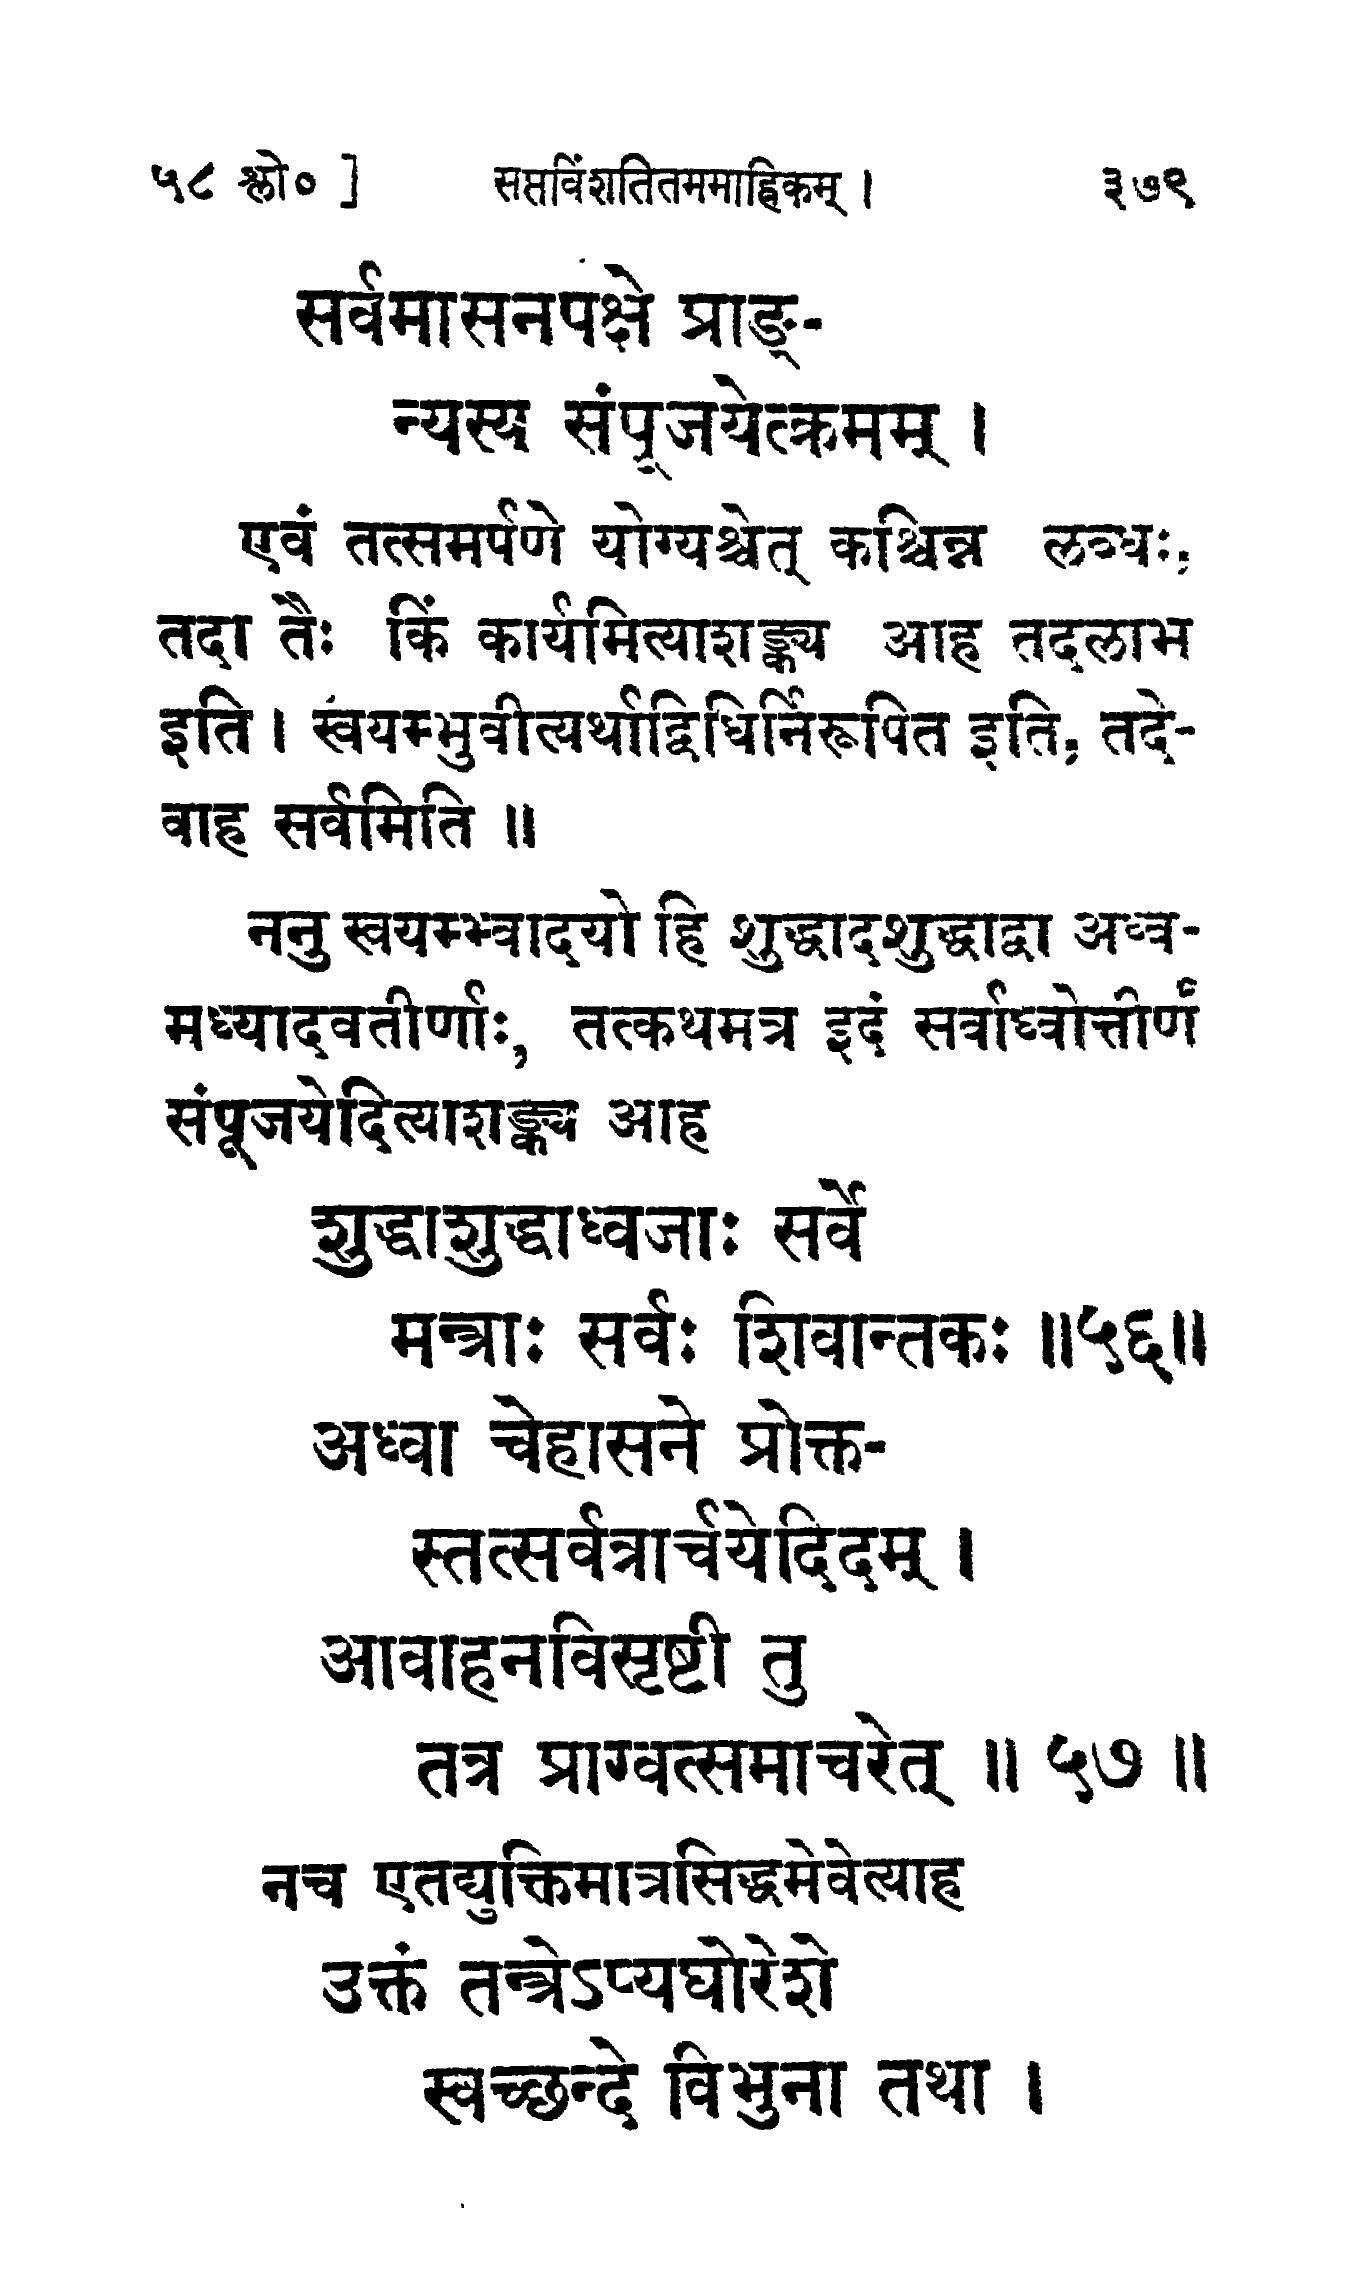 ५८ श्लो० ] सप्तविंशतितममाह्निकम् । ३७९
सर्वमासनपक्षे प्राङ्-
न्यस्य संपूजयेत्क्रमम् ।
एवं तत्समर्पणे योग्यश्चेत् कश्चिन्न लब्धः,
तदा तैः किं कार्यमित्याशङ्क्य आह तदलाभ
इति । स्वयम्भुवीत्यर्थाद्विधिर्निरूपित इति, तदे-
वाह सर्वमिति ॥
ननु स्वयम्भ्वादयो हि शुद्धादशुद्धाद्वा अध्व-
मध्यादवतीर्णाः, तत्कथमत्र इदं सर्वाध्वोत्तीर्णं
संपूजयेदित्याशङ्क्य आह
शुद्धाशुद्धाध्वजाः सर्वे
मन्त्राः सर्वः शिवान्तकः ॥५६॥
अध्वा चेहासने प्रोक्त-
स्तत्सर्वत्रार्चयेदिदम् ।
आवाहनविसृष्टी तु
तत्र प्राग्वत्समाचरेत् ॥ ५७ ॥
नच एतद्युक्तिमात्रसिद्धमेवेत्याह
उक्तं तन्त्रेऽप्यघोरेशे
स्वच्छन्दे विभुना तथा ।